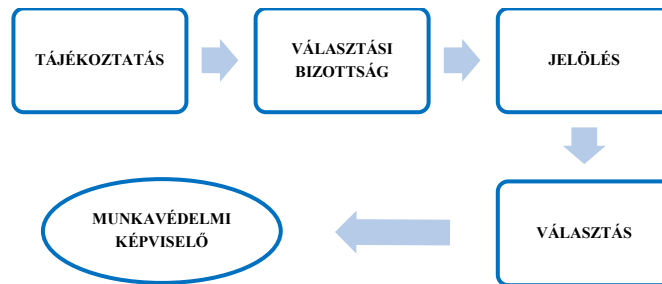 TÁJÉKOZTATÁS
VÁLASZTÁSI
BIZOTTSÁG
JELÖLÉS
VÁLASZTÁS
MUNKAVÉDELMI
KÉPVISELŐ